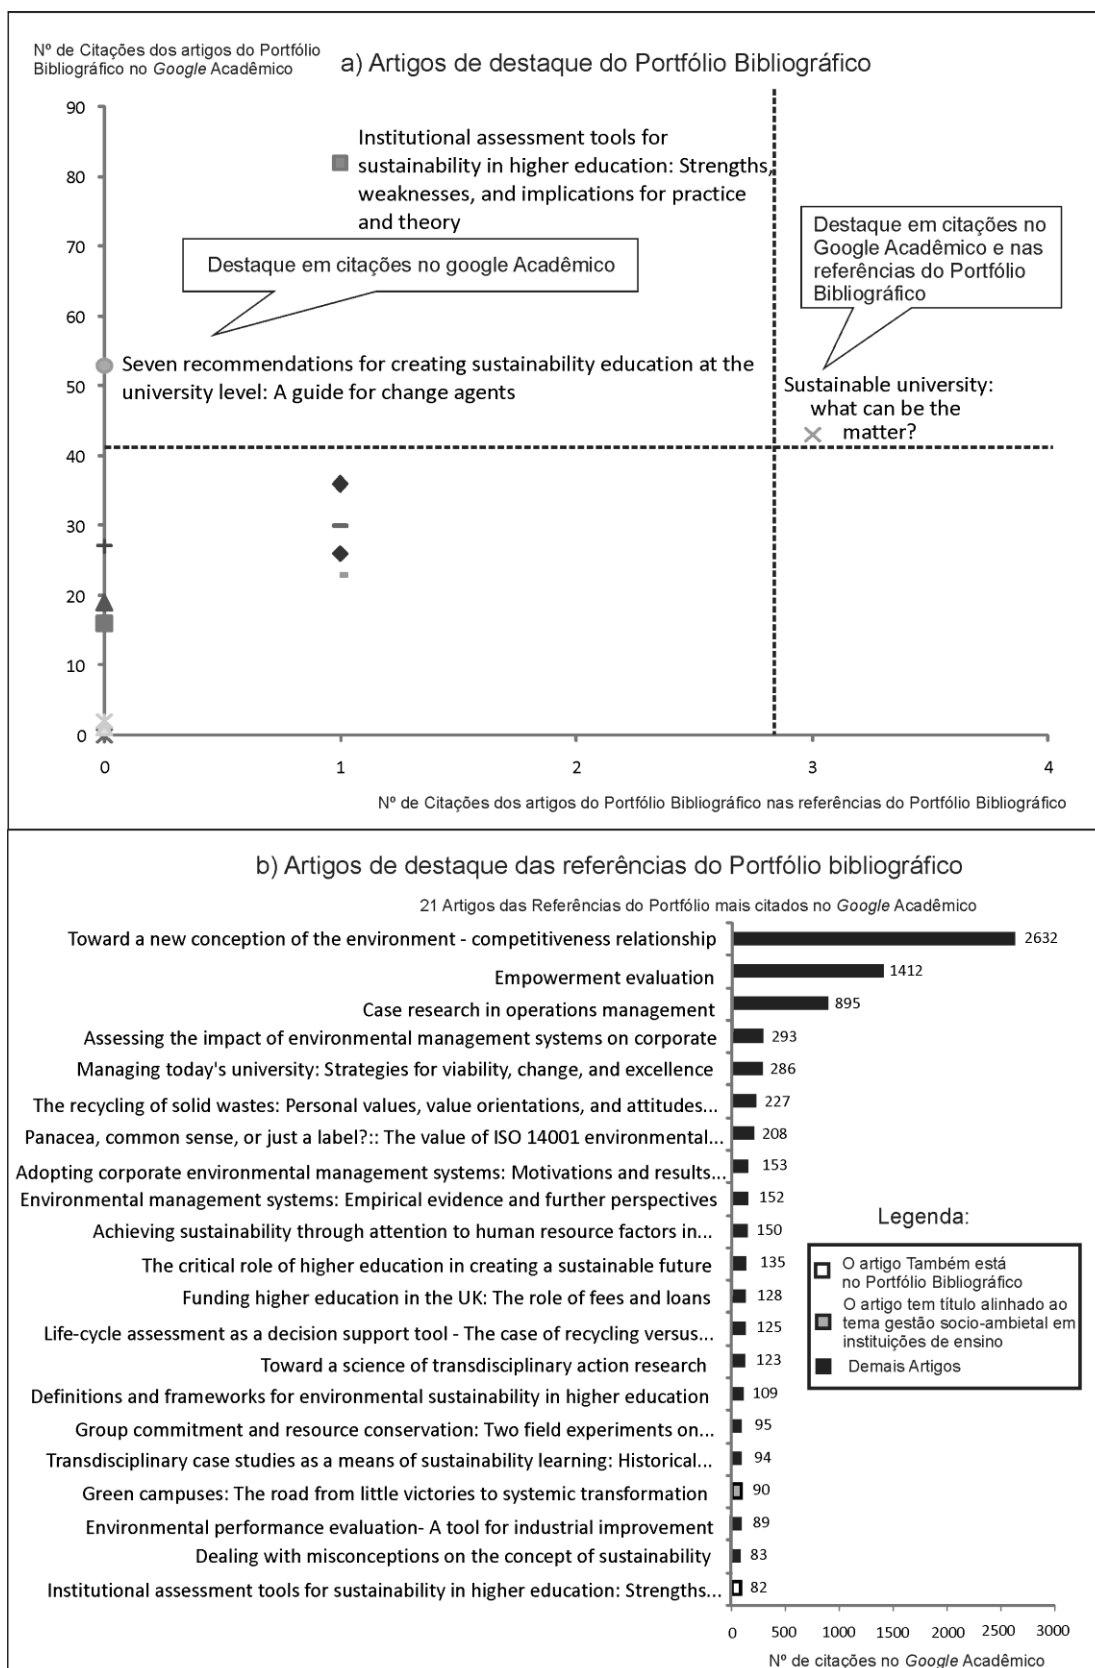 Nº de Citações dos artigos do Portfólio
Bibliográfico no Google Acadêmico
a) Artigos de destaque do Portfólio Bibliográfico
90
80
70
60
50
40
30
20
10
0
Institutional assessment tools for
sustainability in higher education: Strengths,
weaknesses, and implications for practice
and theory
Destaque em citações no google Acadêmico
Destaque em citações no
Google Acadêmico e nas
referências do Portfólio
Bibliográfico
Seven recommendations for creating sustainability education at the
university level: A guide for change agents
Sustainable university:
what can be the
matter?
0 1 2 3 4
Nº de Citações dos artigos do Portfólio Bibliográfico nas referências do Portfólio Bibliográfico
b) Artigos de destaque das referências do Portfólio bibliográfico
21 Artigos das Referências do Portfólio mais citados no Google Acadêmico
Toward a new conception of the environment - competitiveness relationship 2632
Empowerment evaluation 1412
Case research in operations management 895
Assessing the impact of environmental management systems on corporate 293
Managing today's university: Strategies for viability, change, and excellence 286
The recycling of solid wastes: Personal values, value orientations, and attitudes... 227
Panacea, common sense, or just a label?:: The value of ISO 14001 environmental... 208
Adopting corporate environmental management systems: Motivations and results... 153
Environmental management systems: Empirical evidence and further perspectives 152
Achieving sustainability through attention to human resource factors in... 150
The critical role of higher education in creating a sustainable future 135
Funding higher education in the UK: The role of fees and loans 128
Life-cycle assessment as a decision support tool - The case of recycling versus... 125
Toward a science of transdisciplinary action research 123
Definitions and frameworks for environmental sustainability in higher education 109
Group commitment and resource conservation: Two field experiments on... 95
Transdisciplinary case studies as a means of sustainability learning: Historical... 94
Green campuses: The road from little victories to systemic transformation 90
Environmental performance evaluation- A tool for industrial improvement 89
Dealing with misconceptions on the concept of sustainability 83
Institutional assessment tools for sustainability in higher education: Strengths... 82
Legenda:
O artigo Também está
no Portfólio Bibliográfico
O artigo tem título alinhado ao
tema gestão socio-ambietal em
instituições de ensino
Demais Artigos
0 500 1000 1500 2000 2500 3000
Nº de citações no Google Acadêmico